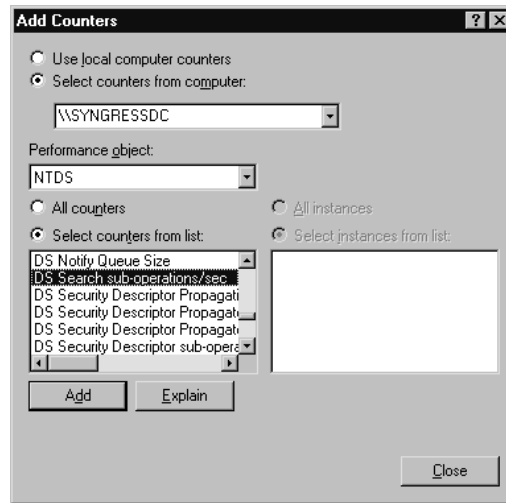 Add Counters
Use local computer counters
Select counters from computer:
\\SYNGRESSDC
Performance object:
NTDS
All counters
All instances
Select counters from list:
Select instances from list:
DS Notify Queue Size
DS Search sub-operations/sec
DS Security Descriptor Propagati
DS Security Descriptor Propagat
DS Security Descriptor Propagat
DS Security Descriptor sub-opera
Add
Explain
Close